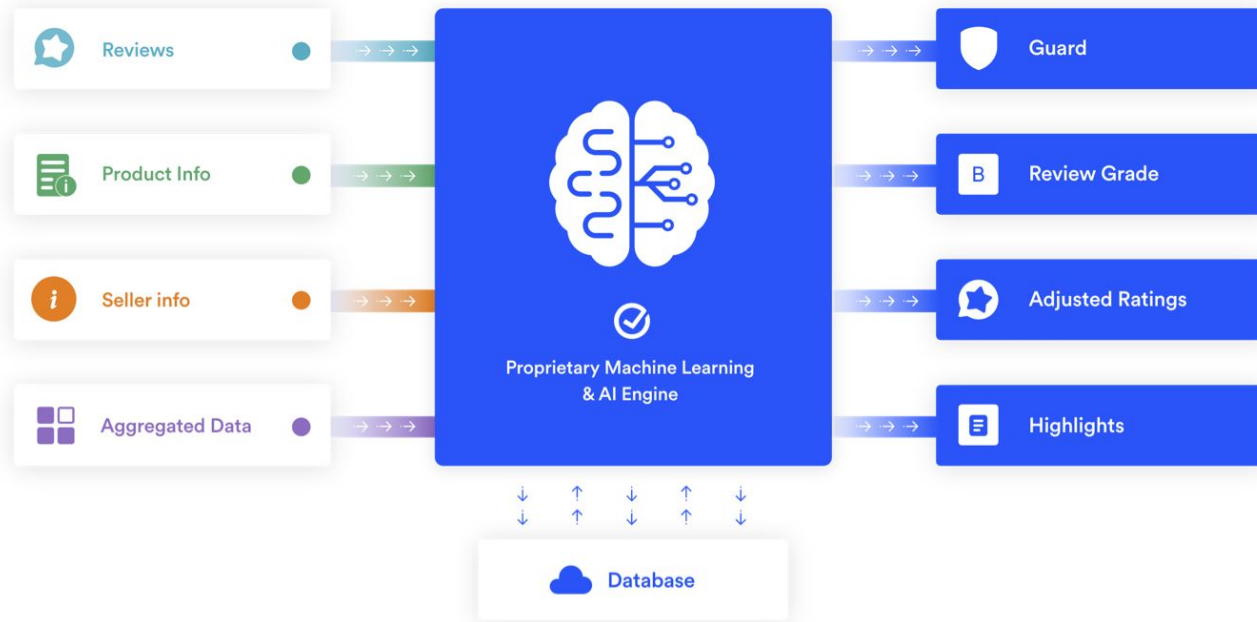 Reviews
Product Info
Seller info
Aggregated Data
Proprietary Machine Learning
& AI Engine
Database
Guard
B
Review Grade
Adjusted Ratings
Highlights